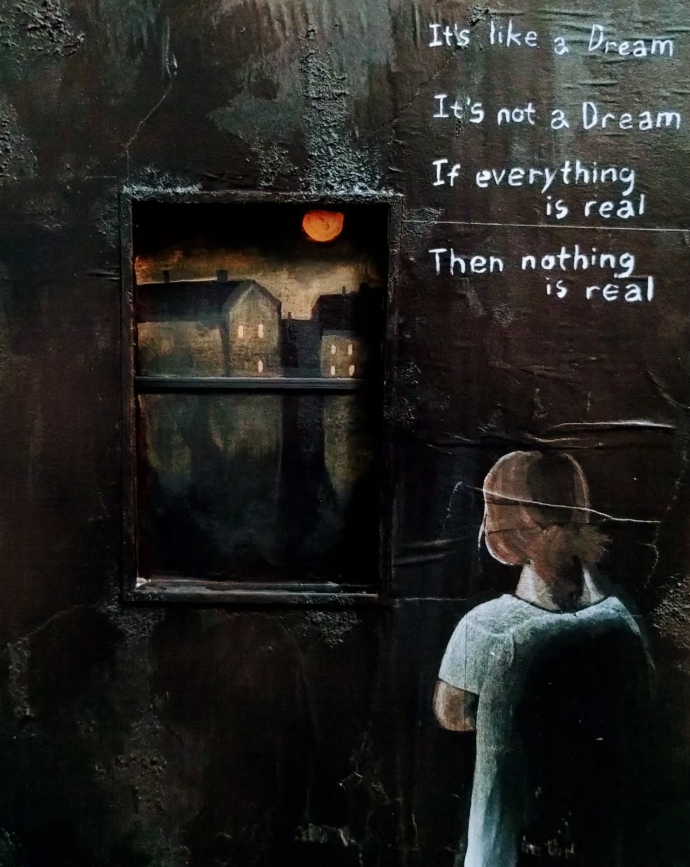 It's like a Dream
It's not a Dream
If everything
is real
Then nothing
is real